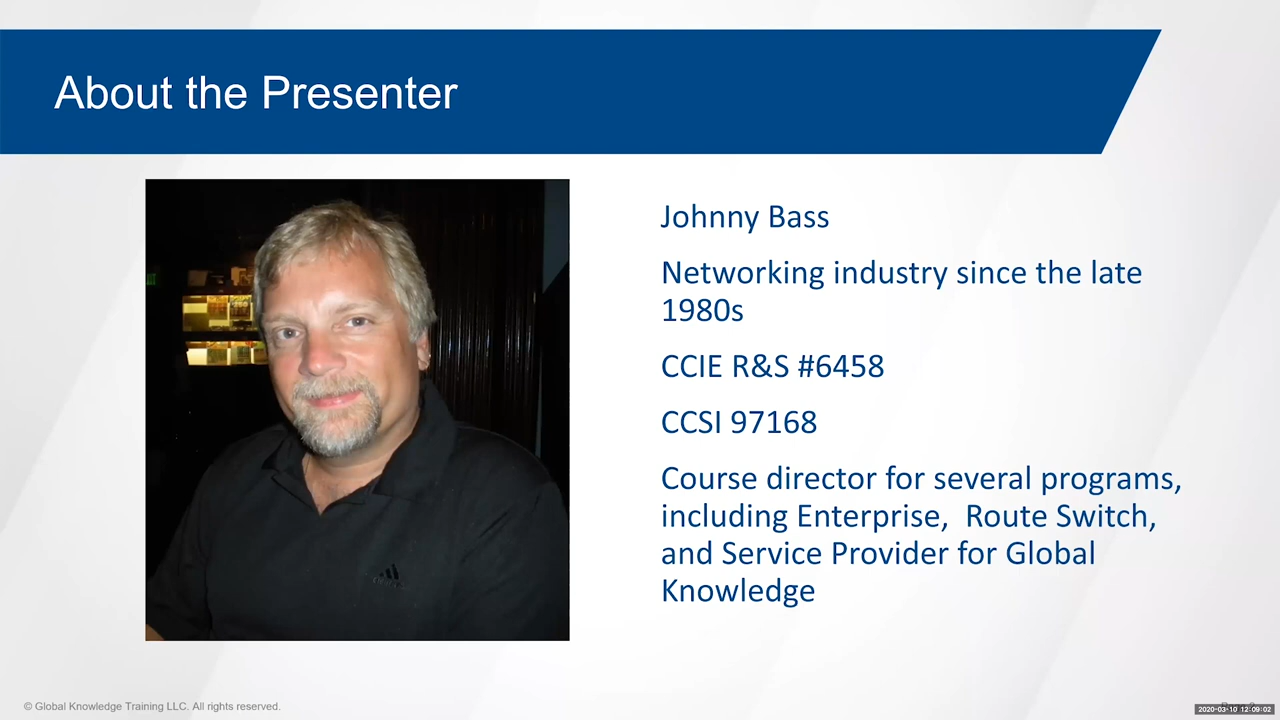 About the Presenter
Johnny Bass
Networking industry since the late
1980s
CCIE R&S #6458
CCSI 97168
Course director for several programs,
including Enterprise,  Route Switch,
and Service Provider for Global
Knowledge
© Global Knowledge Training LLC. All rights reserved.
2020-03-10 12:09:02